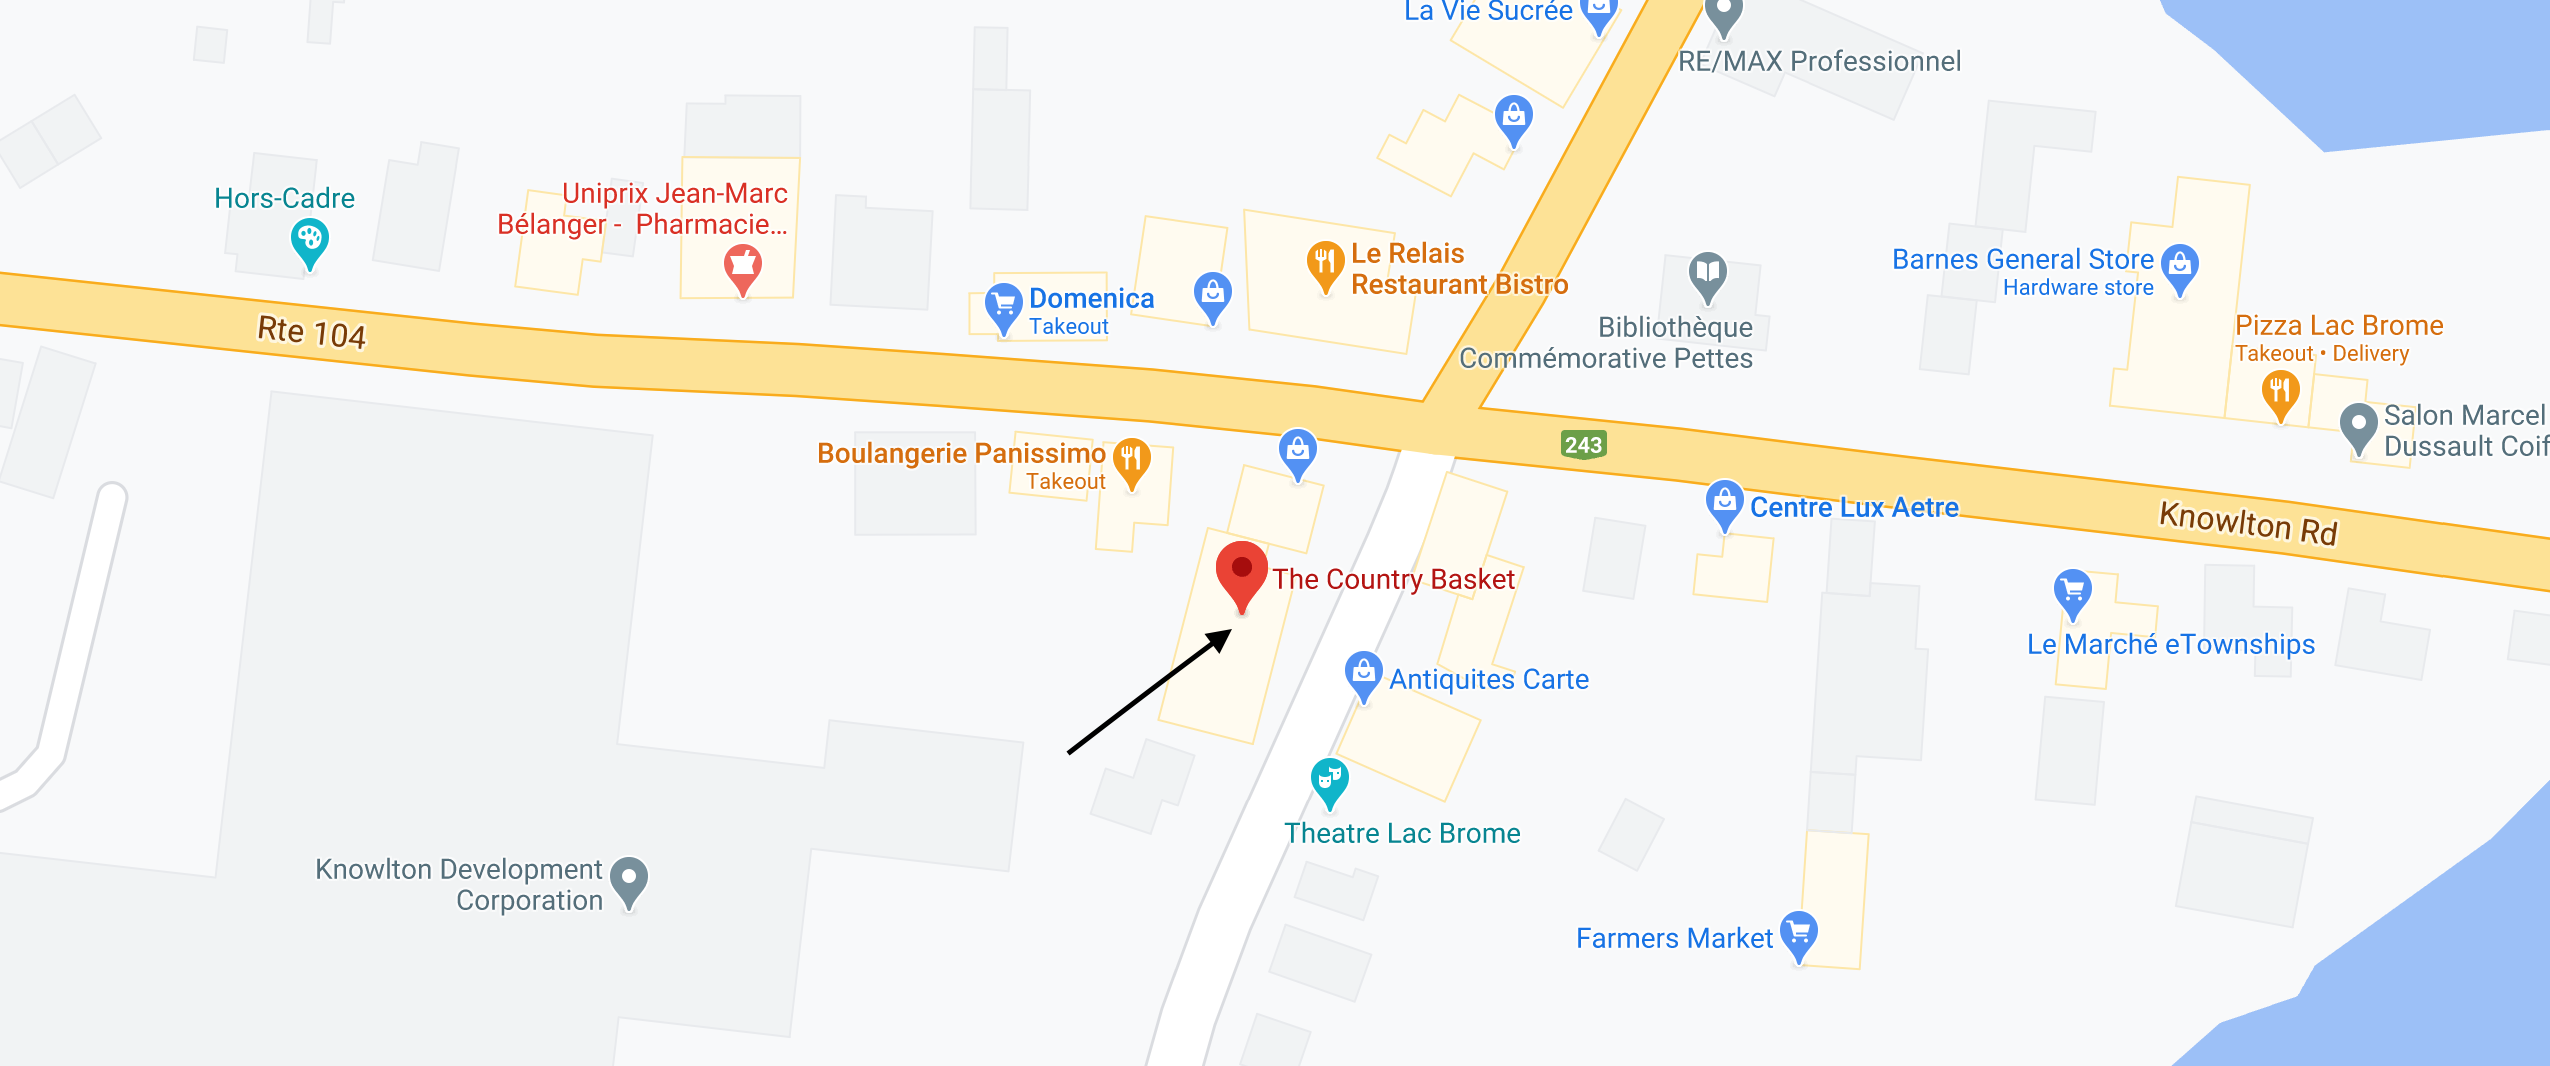 La Vie Sucrée
RE/MAX Professionnel
Hors-Cadre
Uniprix Jean-Marc
Bélanger - Pharmacie...
Le Relais
Restaurant Bistro
Barnes General Store
Hardware store
Domenica
Takeout
Rte 104
Bibliothèque
Commémorative Pettes
Pizza Lac Brome
Takeout • Delivery
Salon Marcel
Dussault Coif
243
Boulangerie Panissimo
Takeout
Centre Lux Aetre
Knowlton Rd
The Country Basket
Le Marché eTownships
Antiquites Carte
Theatre Lac Brome
Knowlton Development
Corporation
Farmers Market